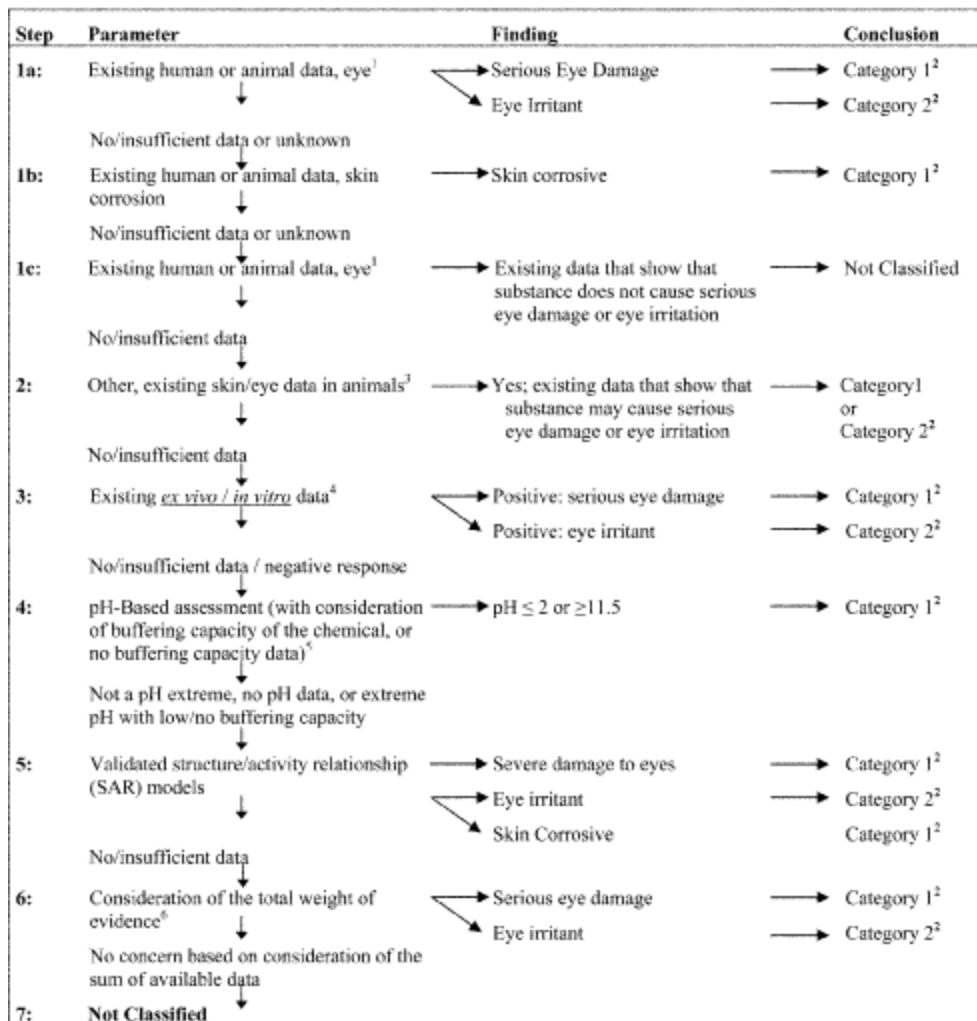 Step Parameter Finding Conclusion
1a: Existing human or animal data, eye¹ Serious Eye Damage Category 1²
Eye Irritant Category 2²
No/insufficient data or unknown
1b: Existing human or animal data, skin Skin corrosive Category 1²
corrosion
No/insufficient data or unknown
1c: Existing human or animal data, eye¹ Existing data that show that Not Classified
substance does not cause serious
eye damage or eye irritation
No/insufficient data
2: Other, existing skin/eye data in animals³ Yes; existing data that show that Category1
substance may cause serious or
eye damage or eye irritation Category 2²
No/insufficient data
3: Existing ex vivo / in vitro data⁴ Positive: serious eye damage Category 1²
Positive: eye irritant Category 2²
No/insufficient data / negative response
4: pH-Based assessment (with consideration pH ≤ 2 or ≥11.5 Category 1²
of buffering capacity of the chemical, or
no buffering capacity data)⁵
Not a pH extreme, no pH data, or extreme
pH with low/no buffering capacity
5: Validated structure/activity relationship Severe damage to eyes Category 1²
(SAR) models Eye irritant Category 2²
Skin Corrosive Category 1²
No/insufficient data
6: Consideration of the total weight of Serious eye damage Category 1²
evidence⁶ Eye irritant Category 2²
No concern based on consideration of the
sum of available data
7: Not Classified